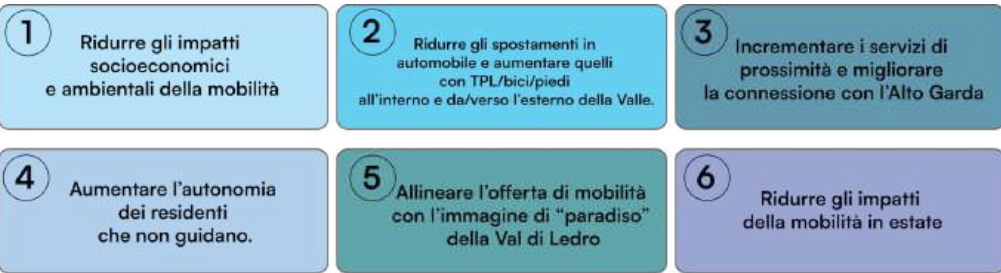 1
Ridurre gli impatti
socioeconomici
e ambientali della mobilità
2
Ridurre gli spostamenti in
automobile e aumentare quelli
con TPL/bici/piedi
all'interno e da/verso l'esterno della Valle.
3
Incrementare i servizi di
prossimità e migliorare
la connessione con l'Alto Garda
4
Aumentare l'autonomia
dei residenti
che non guidano.
5
Allineare l'offerta di mobilità
con l'immagine di "paradiso"
della Val di Ledro
6
Ridurre gli impatti
della mobilità in estate